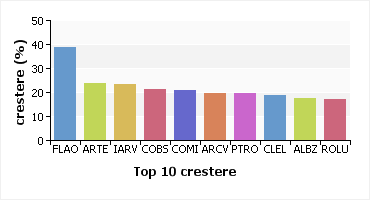 crestere (%)
50
40
30
20
10
0
FLAO ARTE IARV COBS COMI ARCV PTRO CLEL ALBZ ROLU
Top 10 crestere